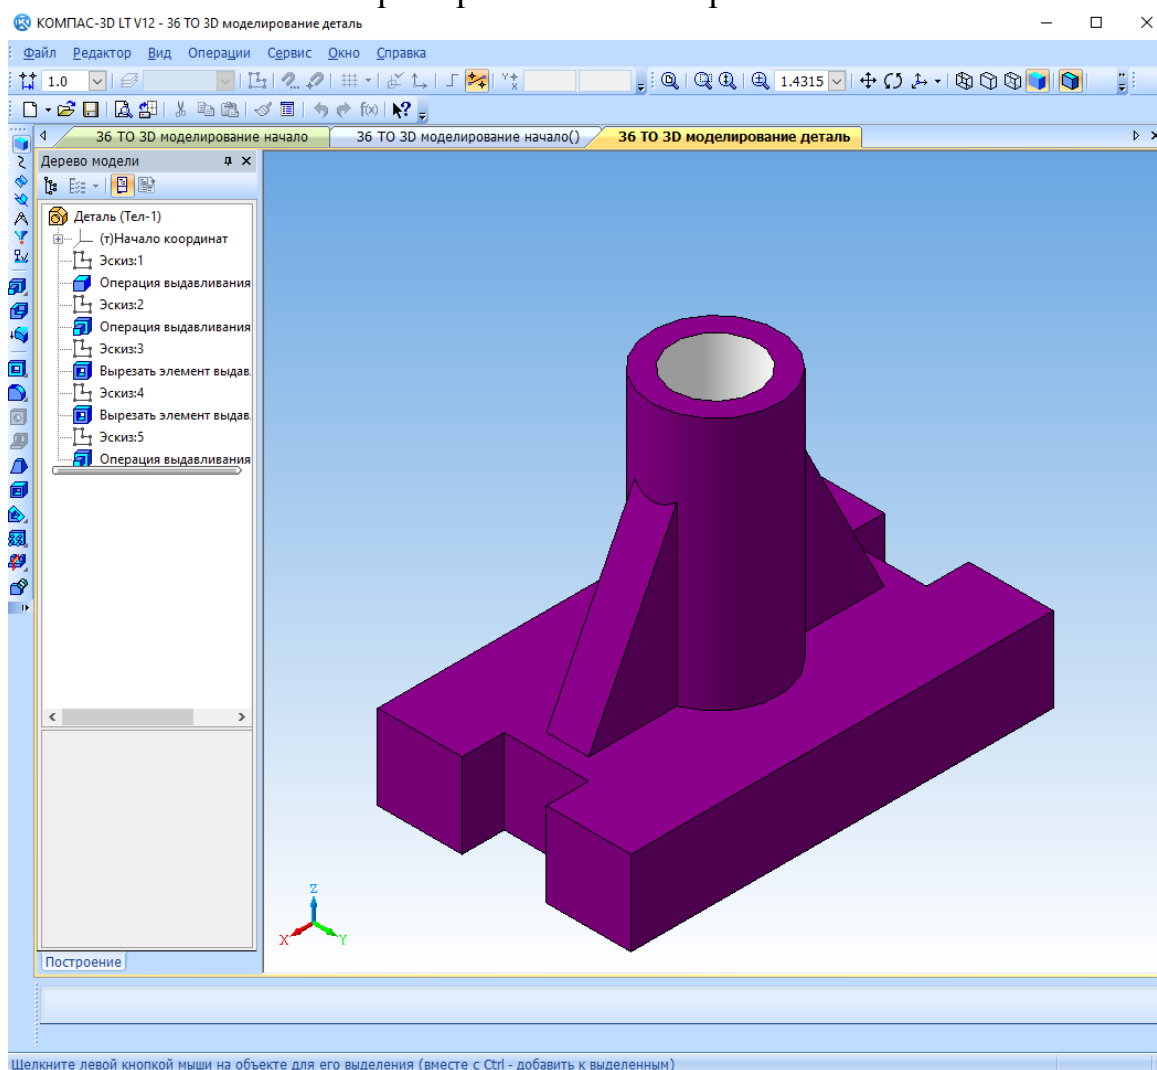 КОМПАС-3D LT V12 - 36 ТО 3D моделирование деталь
Файл Редактор Вид Операции Сервис Окно Справка
1.0 1.4315
f(x)
36 ТО 3D моделирование начало 36 ТО 3D моделирование начало() 36 ТО 3D моделирование деталь
Дерево модели
Деталь (Тел-1)
(т)Начало координат
Эскиз:1
Операция выдавливания
Эскиз:2
Операция выдавливания
Эскиз:3
Вырезать элемент выдав.
Эскиз:4
Вырезать элемент выдав.
Эскиз:5
Операция выдавливания
Z
X Y
Построение
Щелкните левой кнопкой мыши на объекте для его выделения (вместе с Ctrl - добавить к выделенным)